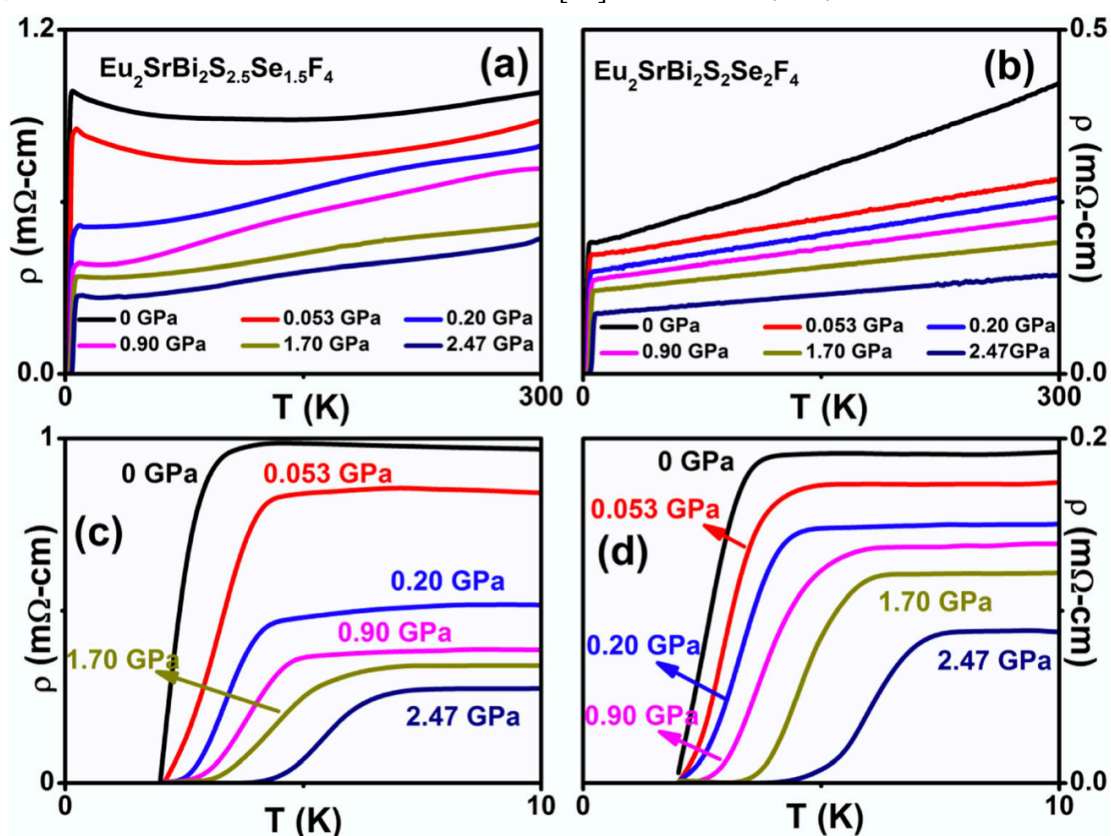 1.2
Eu₂SrBi₂S₂.₅Se₁.₅F₄
(a)
ρ (mΩ-cm)
0 GPa 0.053 GPa 0.20 GPa
0.90 GPa 1.70 GPa 2.47 GPa
0.0
0 300
T (K)
0.5
(b)
Eu₂SrBi₂S₂Se₂F₄
ρ (mΩ-cm)
0 GPa 0.053 GPa 0.20 GPa
0.90 GPa 1.70 GPa 2.47GPa
0.0
0 300
T (K)
1
0 GPa
0.053 GPa
(c)
ρ (mΩ-cm)
0.20 GPa
0.90 GPa
1.70 GPa
2.47 GPa
0
0 10
T (K)
0.2
0 GPa
0.053 GPa
(d)
ρ (mΩ-cm)
1.70 GPa
0.20 GPa
2.47 GPa
0.90 GPa
0.0
0 10
T (K)